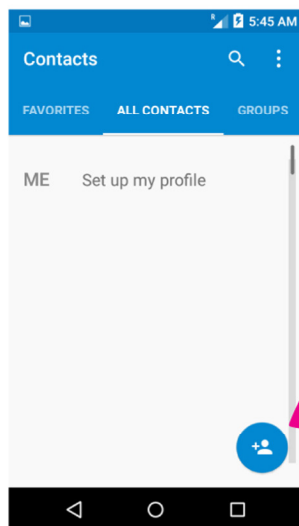 R 5:45 AM
Contacts
FAVORITES ALL CONTACTS GROUPS
ME Set up my profile